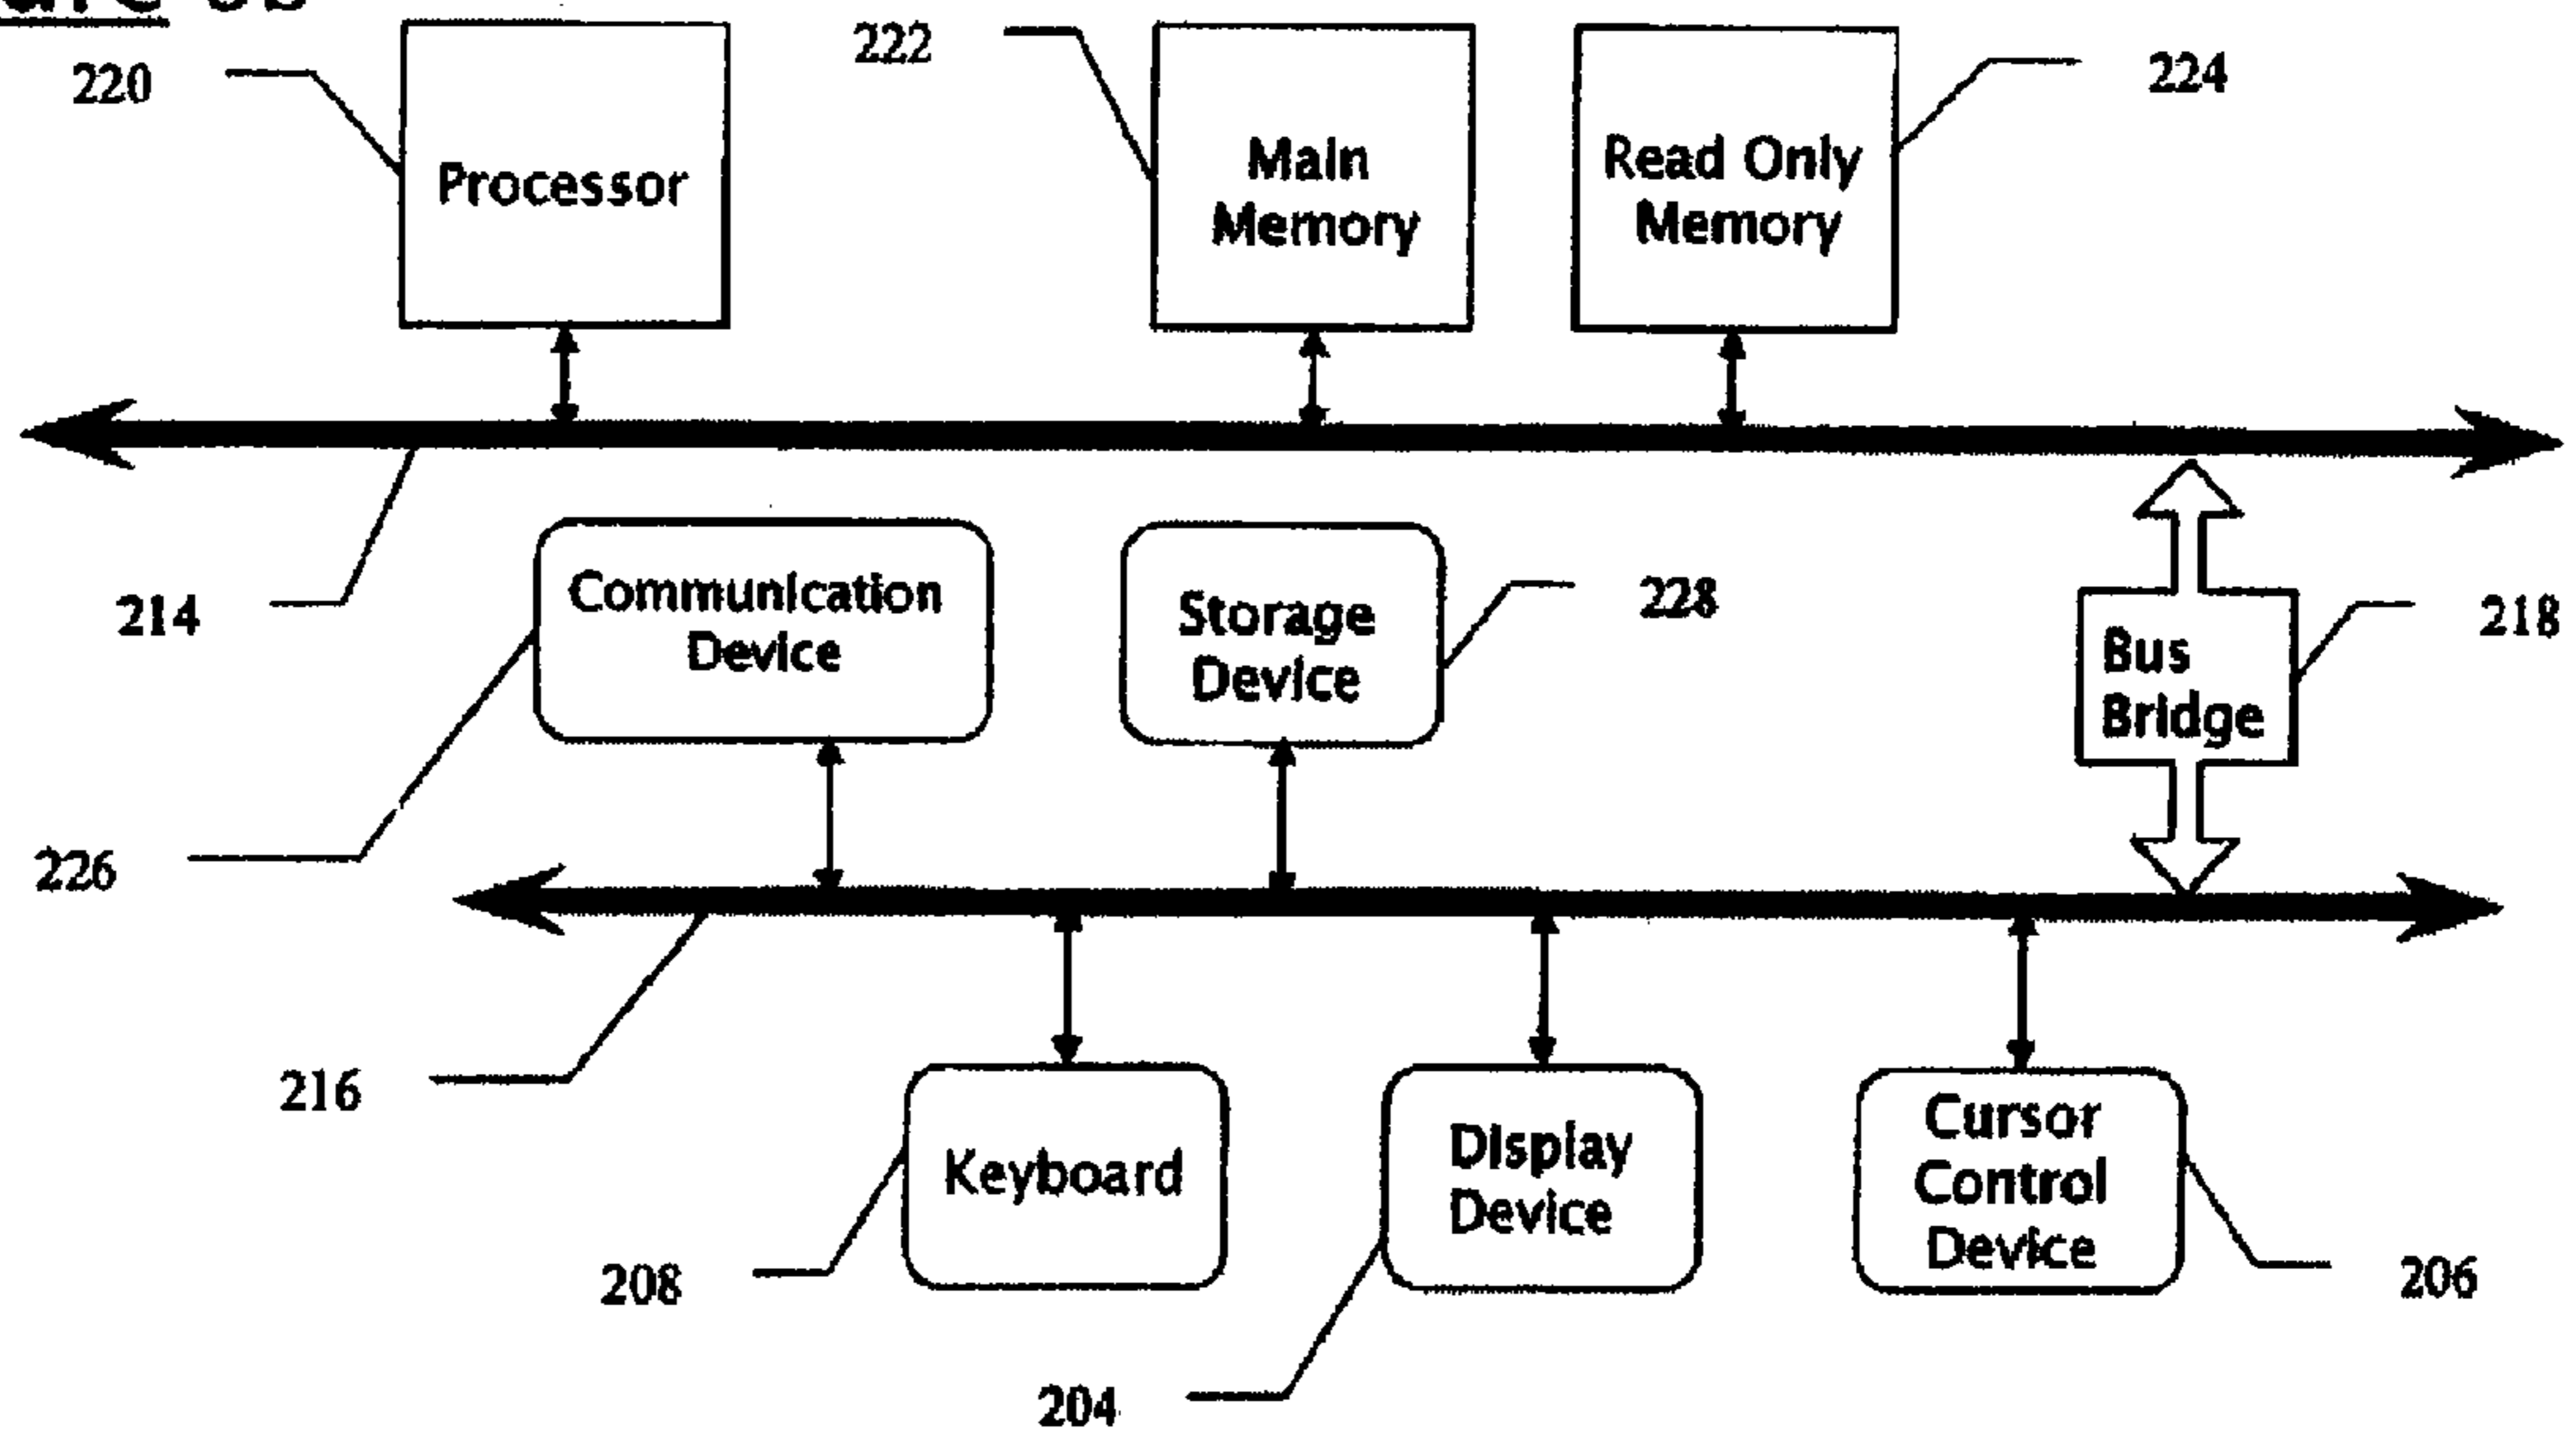 220
Processor
222
Main
Memory
Read Only
Memory
224
214
Communication
Device
Storage
Device
228
Bus
Bridge
218
226
216
Keyboard
208
Display
Device
204
Cursor
Control
Device
206